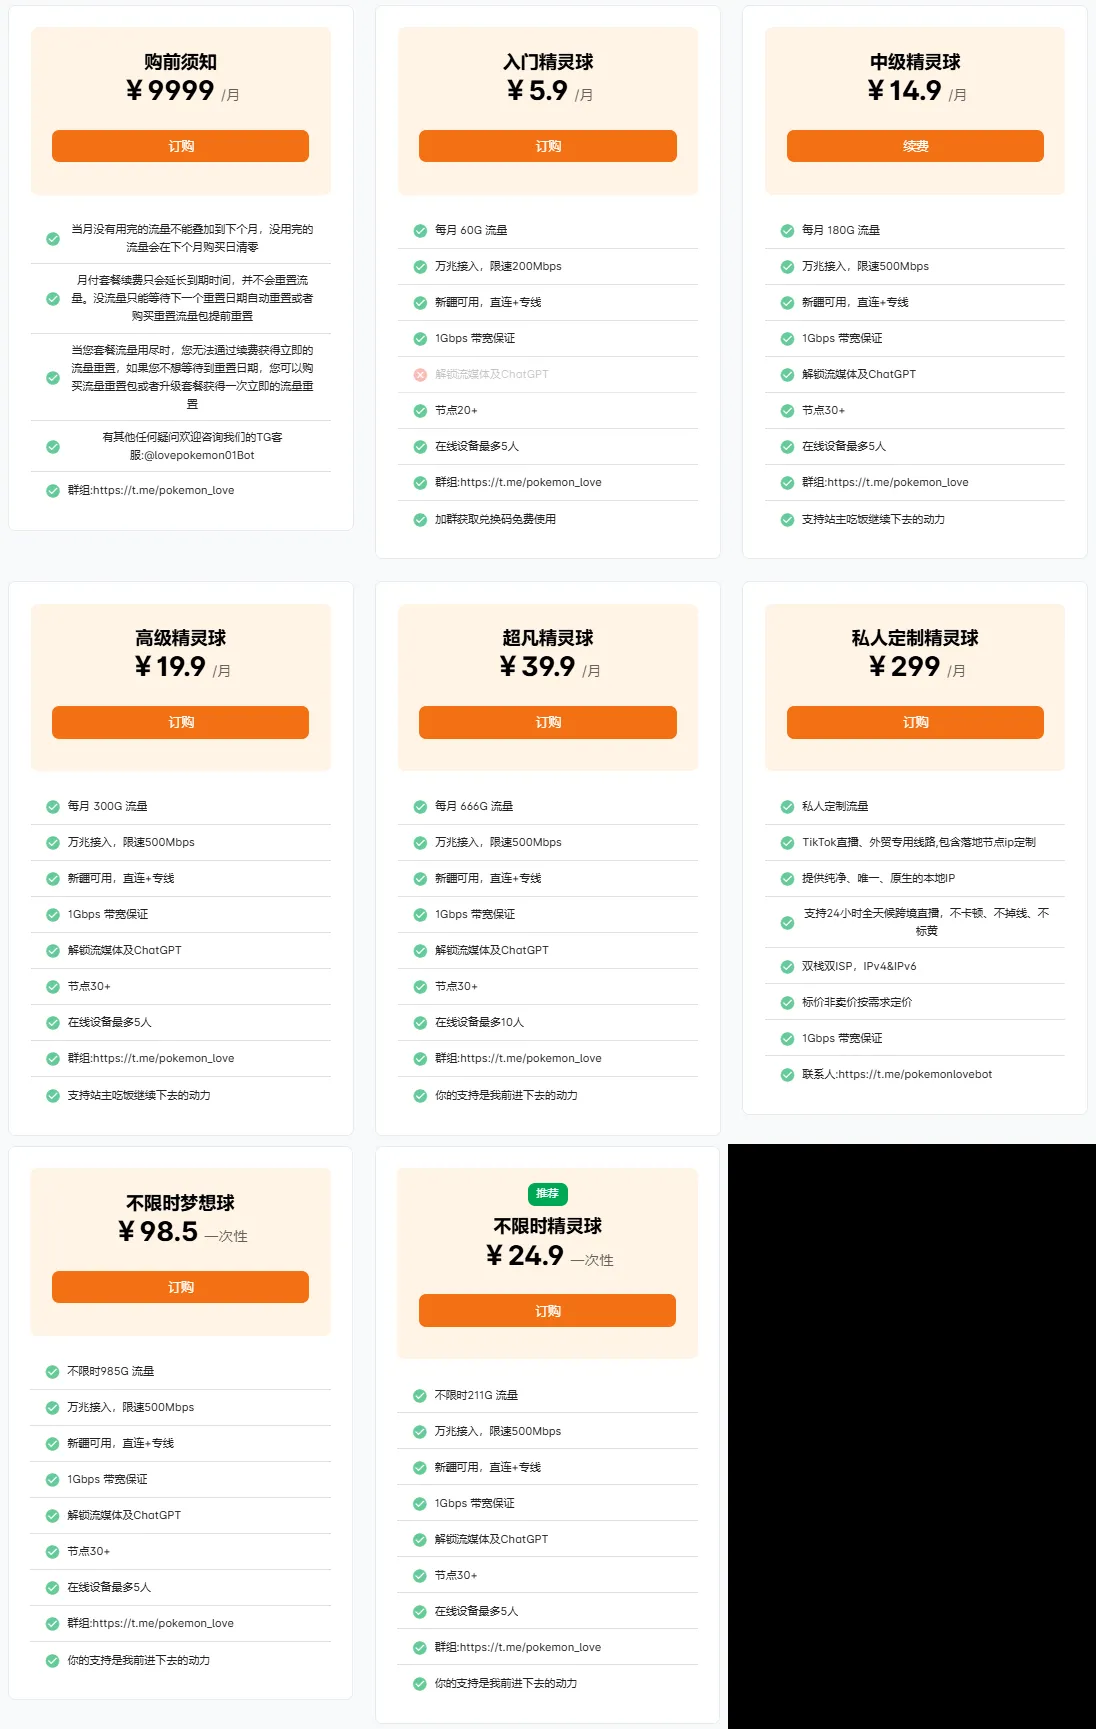 购前须知
¥ 9999 /月
订购
当月没有用完的流量不能叠加到下个月，没用完的
流量会在下个月购买日清零
月付套餐续费只会延长到期时间，并不会重置流
量。没流量只能等待下一个重置日期自动重置或者
购买重置流量包提前重置
当您套餐流量用尽时，您无法通过续费获得立即的
流量重置，如果您不想等待到重置日期，您可以购
买流量重置包或者升级套餐获得一次立即的流量重
置
有其他任何疑问欢迎咨询我们的TG客
服:@lovepokemon01Bot
群组:https://t.me/pokemon_love
入门精灵球
¥ 5.9 /月
订购
每月 60G 流量
万兆接入，限速200Mbps
新疆可用，直连+专线
1Gbps 带宽保证
解锁流媒体及ChatGPT
节点20+
在线设备最多5人
群组:https://t.me/pokemon_love
加群获取兑换码免费使用
中级精灵球
¥ 14.9 /月
续费
每月 180G 流量
万兆接入，限速500Mbps
新疆可用，直连+专线
1Gbps 带宽保证
解锁流媒体及ChatGPT
节点30+
在线设备最多5人
群组:https://t.me/pokemon_love
支持站主吃饭继续下去的动力
高级精灵球
¥ 19.9 /月
订购
每月 300G 流量
万兆接入，限速500Mbps
新疆可用，直连+专线
1Gbps 带宽保证
解锁流媒体及ChatGPT
节点30+
在线设备最多5人
群组:https://t.me/pokemon_love
支持站主吃饭继续下去的动力
超凡精灵球
¥ 39.9 /月
订购
每月 666G 流量
万兆接入，限速500Mbps
新疆可用，直连+专线
1Gbps 带宽保证
解锁流媒体及ChatGPT
节点30+
在线设备最多10人
群组:https://t.me/pokemon_love
你的支持是我前进下去的动力
私人定制精灵球
¥ 299 /月
订购
私人定制流量
TikTok直播、外贸专用线路,包含落地节点ip定制
提供纯净、唯一、原生的本地IP
支持24小时全天候跨境直播，不卡顿、不掉线、不
标黄
双栈双ISP，IPv4&IPv6
标价非卖价按需求定价
1Gbps 带宽保证
联系人:https://t.me/pokemonlovebot
不限时梦想球
¥ 98.5 一次性
订购
不限时985G 流量
万兆接入，限速500Mbps
新疆可用，直连+专线
1Gbps 带宽保证
解锁流媒体及ChatGPT
节点30+
在线设备最多5人
群组:https://t.me/pokemon_love
你的支持是我前进下去的动力
推荐
不限时精灵球
¥ 24.9 一次性
订购
不限时211G 流量
万兆接入，限速500Mbps
新疆可用，直连+专线
1Gbps 带宽保证
解锁流媒体及ChatGPT
节点30+
在线设备最多5人
群组:https://t.me/pokemon_love
你的支持是我前进下去的动力